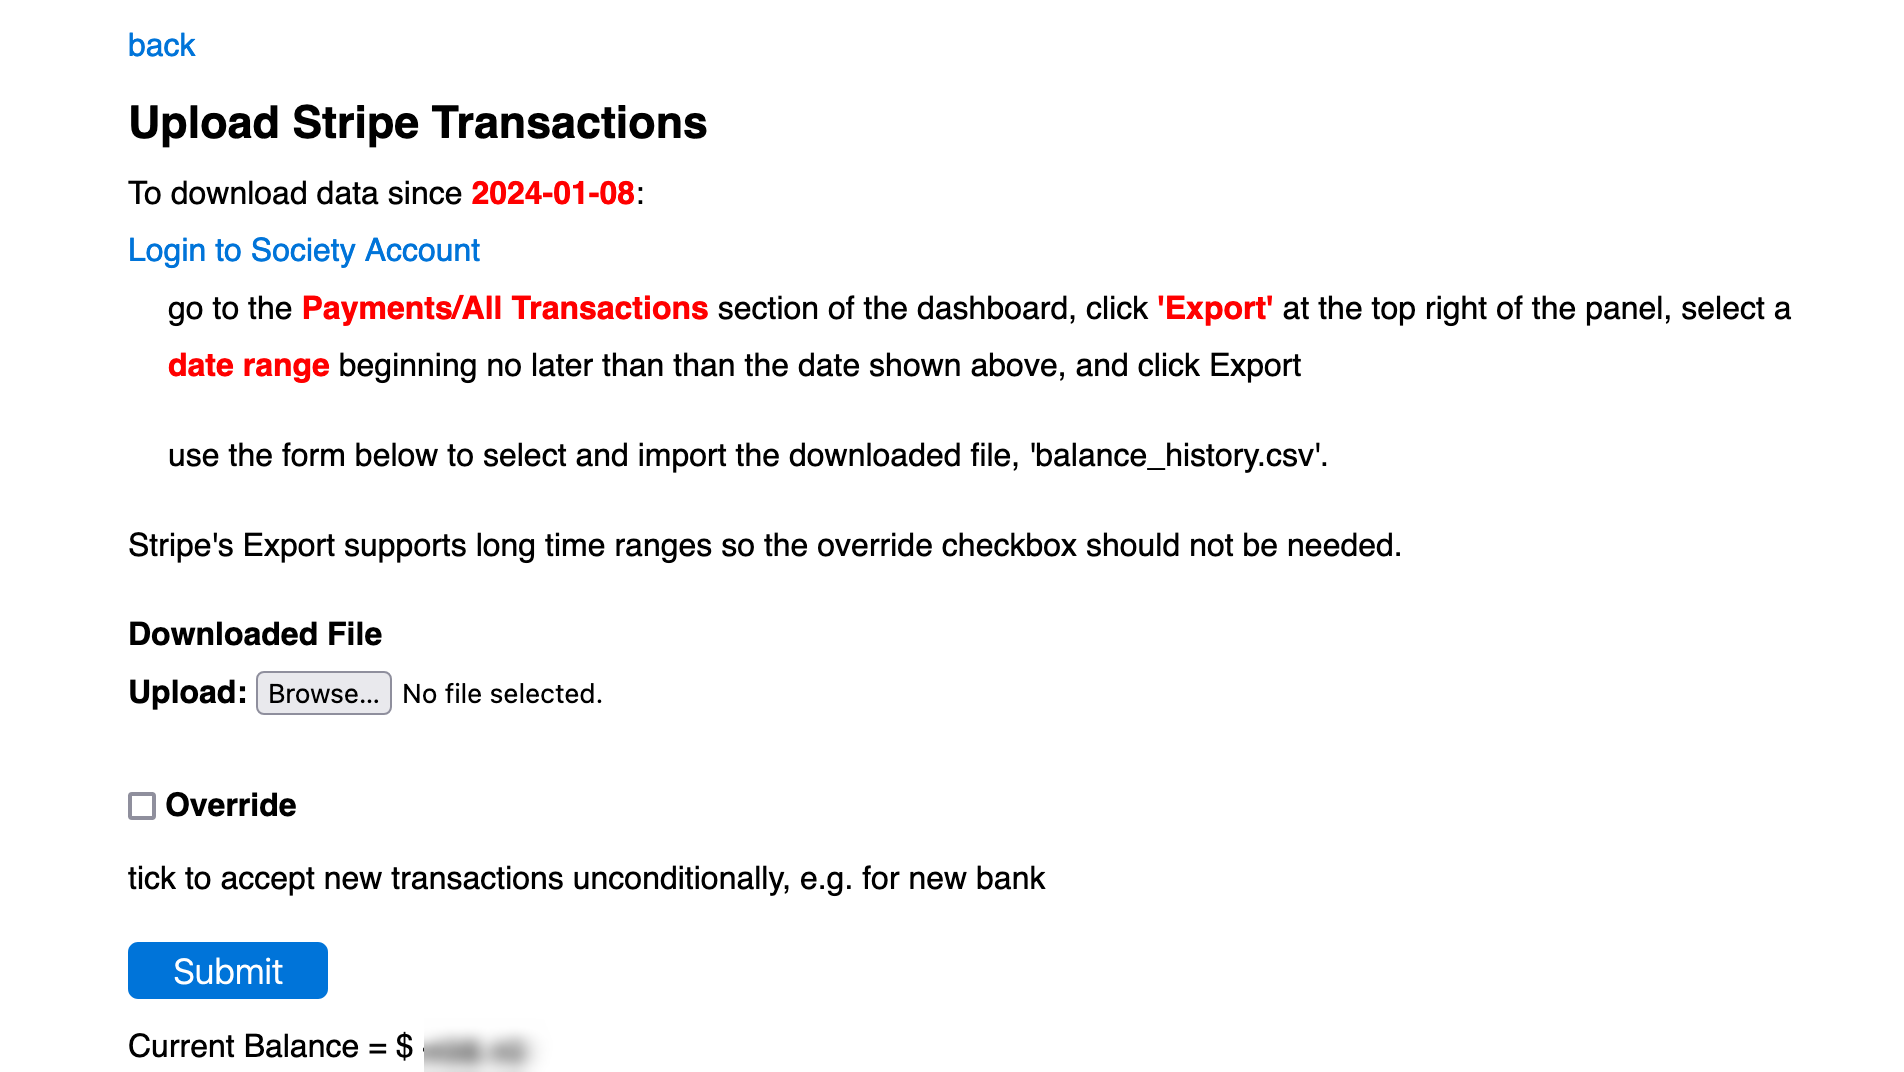 back
Upload Stripe Transactions
To download data since 2024-01-08:
Login to Society Account
go to the Payments/All Transactions section of the dashboard, click 'Export' at the top right of the panel, select a
date range beginning no later than than the date shown above, and click Export
use the form below to select and import the downloaded file, 'balance_history.csv'.
Stripe's Export supports long time ranges so the override checkbox should not be needed.
Downloaded File
Upload: Browse... No file selected.
Override
tick to accept new transactions unconditionally, e.g. for new bank
Submit
Current Balance = $